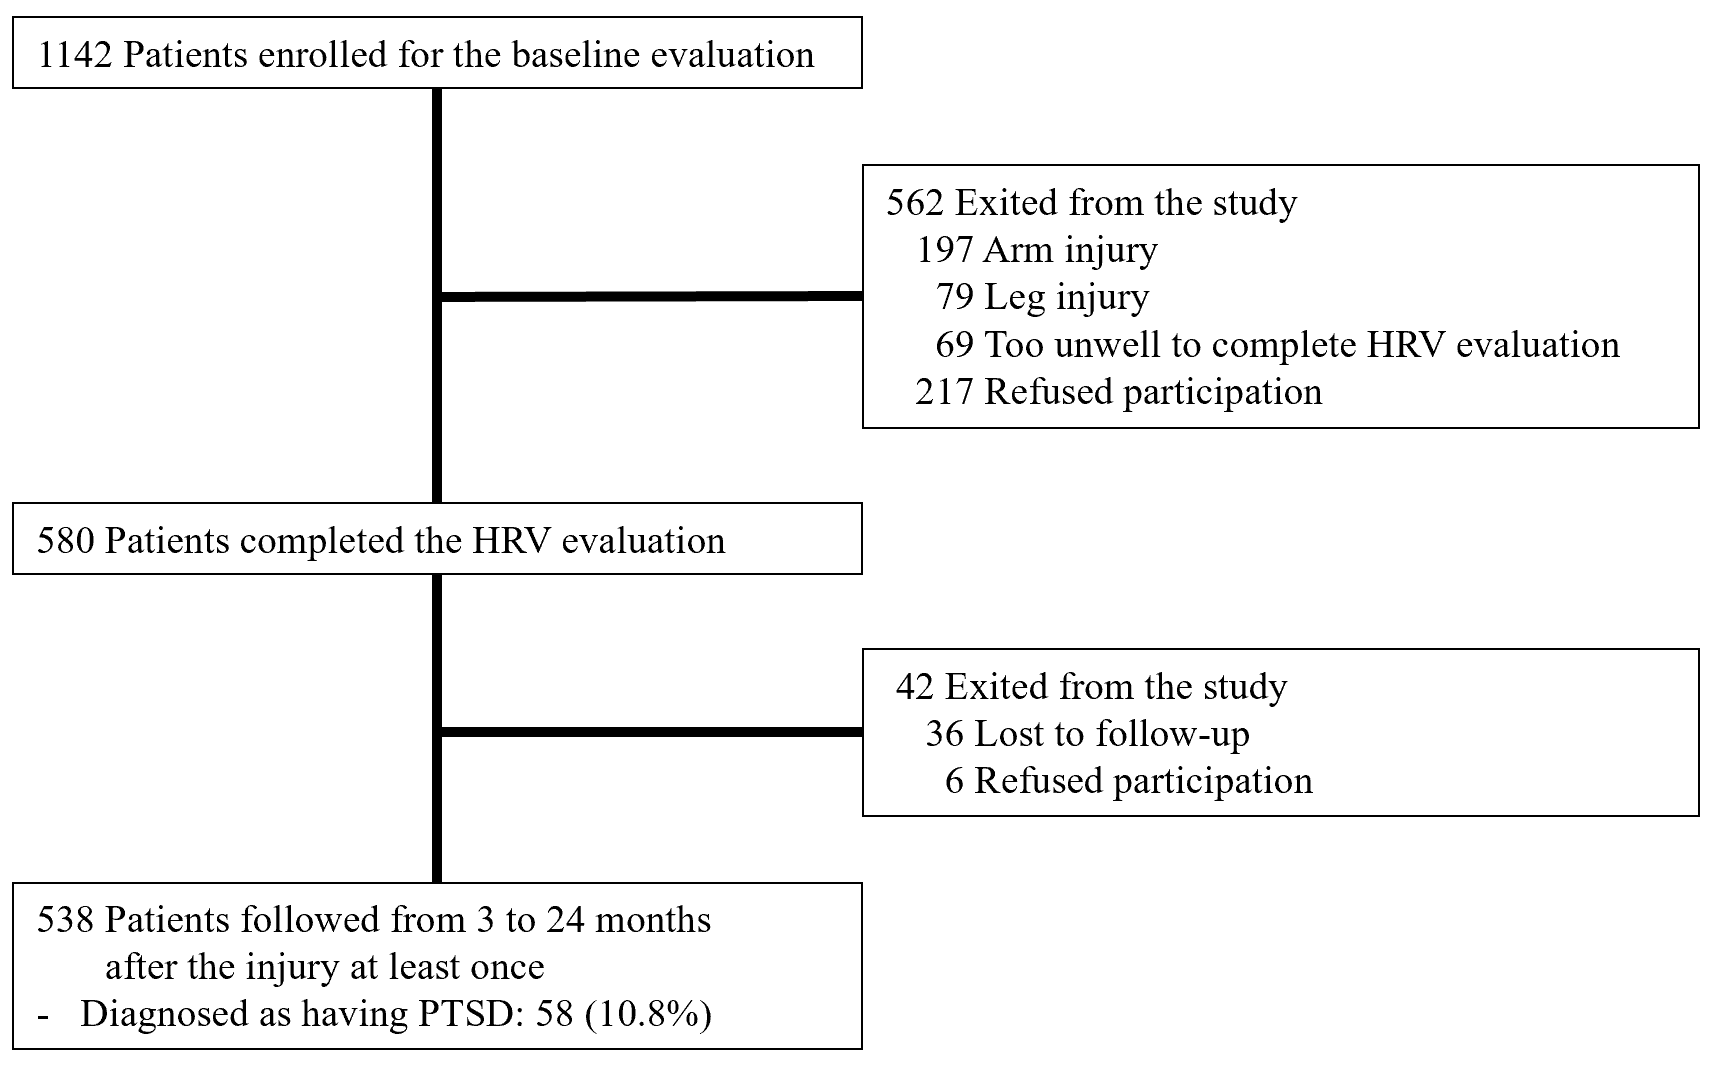 1142 Patients enrolled for the baseline evaluation
562 Exited from the study
197 Arm injury
79 Leg injury
69 Too unwell to complete HRV evaluation
217 Refused participation
580 Patients completed the HRV evaluation
42 Exited from the study
36 Lost to follow-up
6 Refused participation
538 Patients followed from 3 to 24 months
after the injury at least once
- Diagnosed as having PTSD: 58 (10.8%)